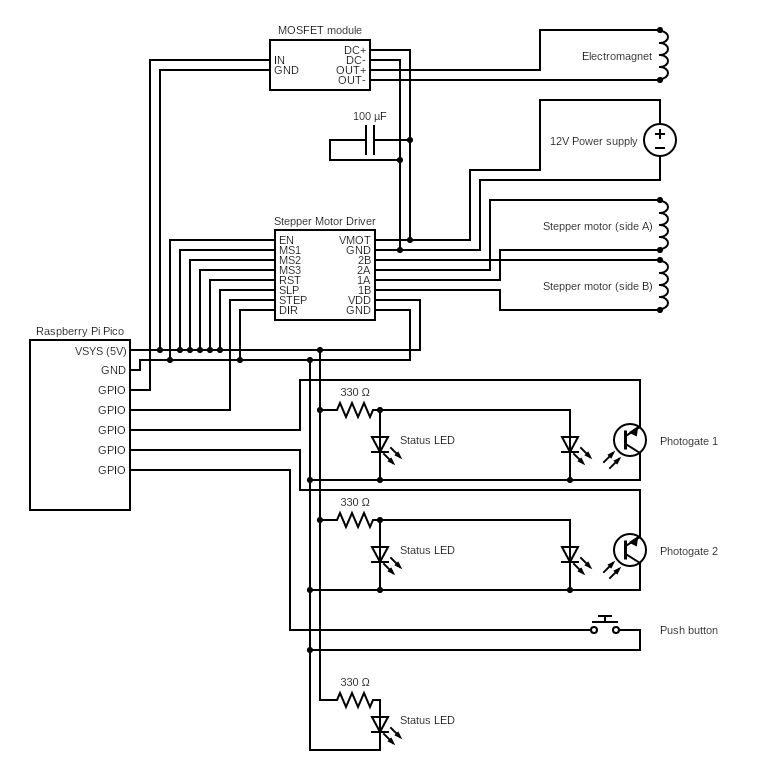 MOSFET module
IN
GND
DC+
DC-
OUT+
OUT-
Electromagnet
100 µF
12V Power supply
Stepper Motor Driver
EN
MS1
MS2
MS3
RST
SLP
STEP
DIR
VMOT
GND
2B
2A
1A
1B
VDD
GND
Stepper motor (side A)
Stepper motor (side B)
Raspberry Pi Pico
VSYS (5V)
GND
GPIO
GPIO
GPIO
GPIO
GPIO
330 Ω
Status LED
Photogate 1
330 Ω
Status LED
Photogate 2
Push button
330 Ω
Status LED